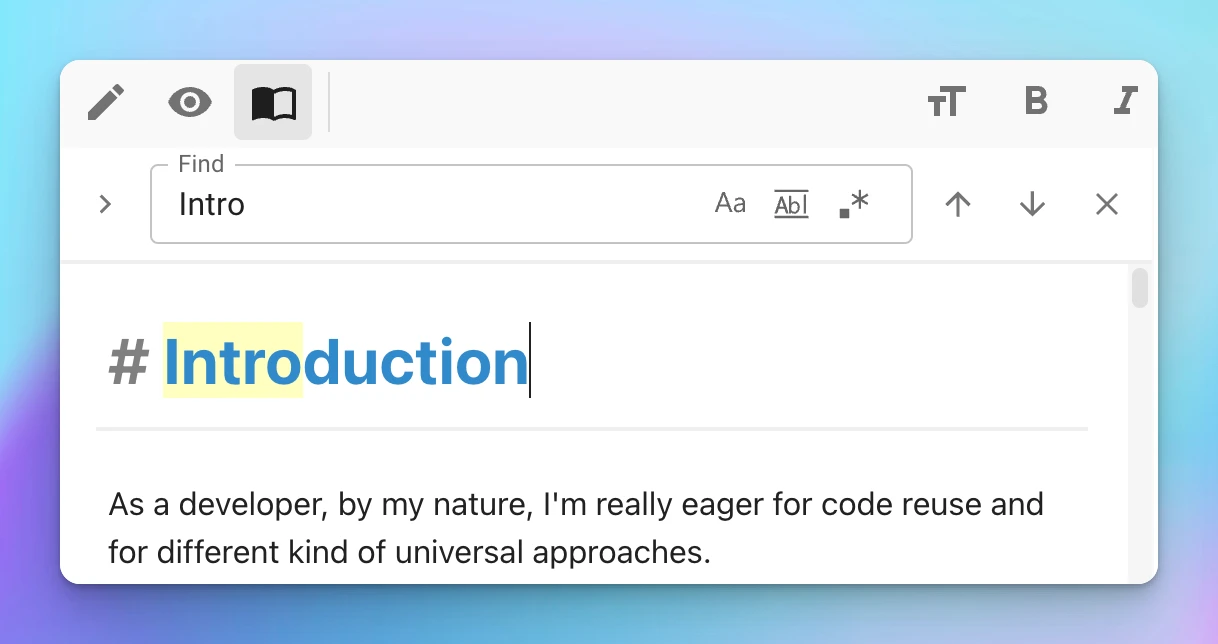 TT B I
Find
Intro Aa Abl .*
# Introduction
As a developer, by my nature, I'm really eager for code reuse and
for different kind of universal approaches.